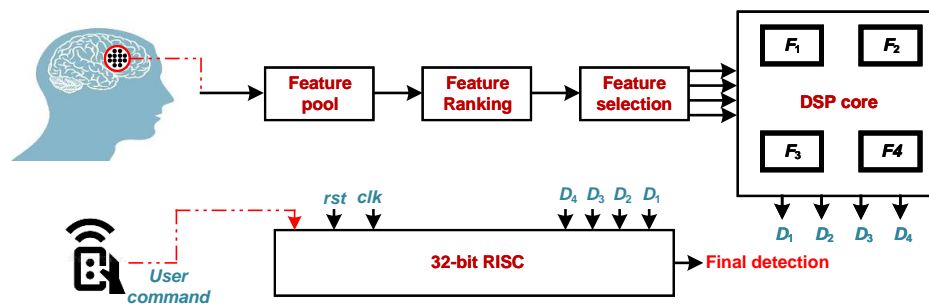 F1
F2
Feature pool
Feature Ranking
Feature selection
DSP core
F3
F4
rst
clk
D4
D3
D2
D1
D1
D2
D3
D4
32-bit RISC
Final detection
User command